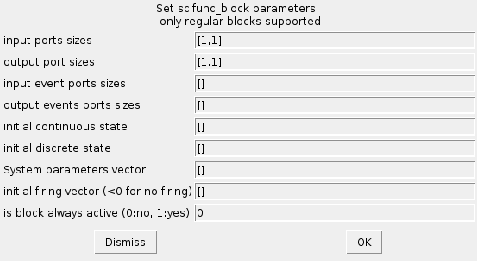 Set scifunc_block parameters
only regular blocks supported
input ports sizes [1,1]
output port sizes [1,1]
input event ports sizes []
output events ports sizes []
initial continuous state []
initial discrete state []
System parameters vector []
initial firing vector (<0 for no firing) []
is block always active (0:no, 1:yes) 0
Dismiss OK